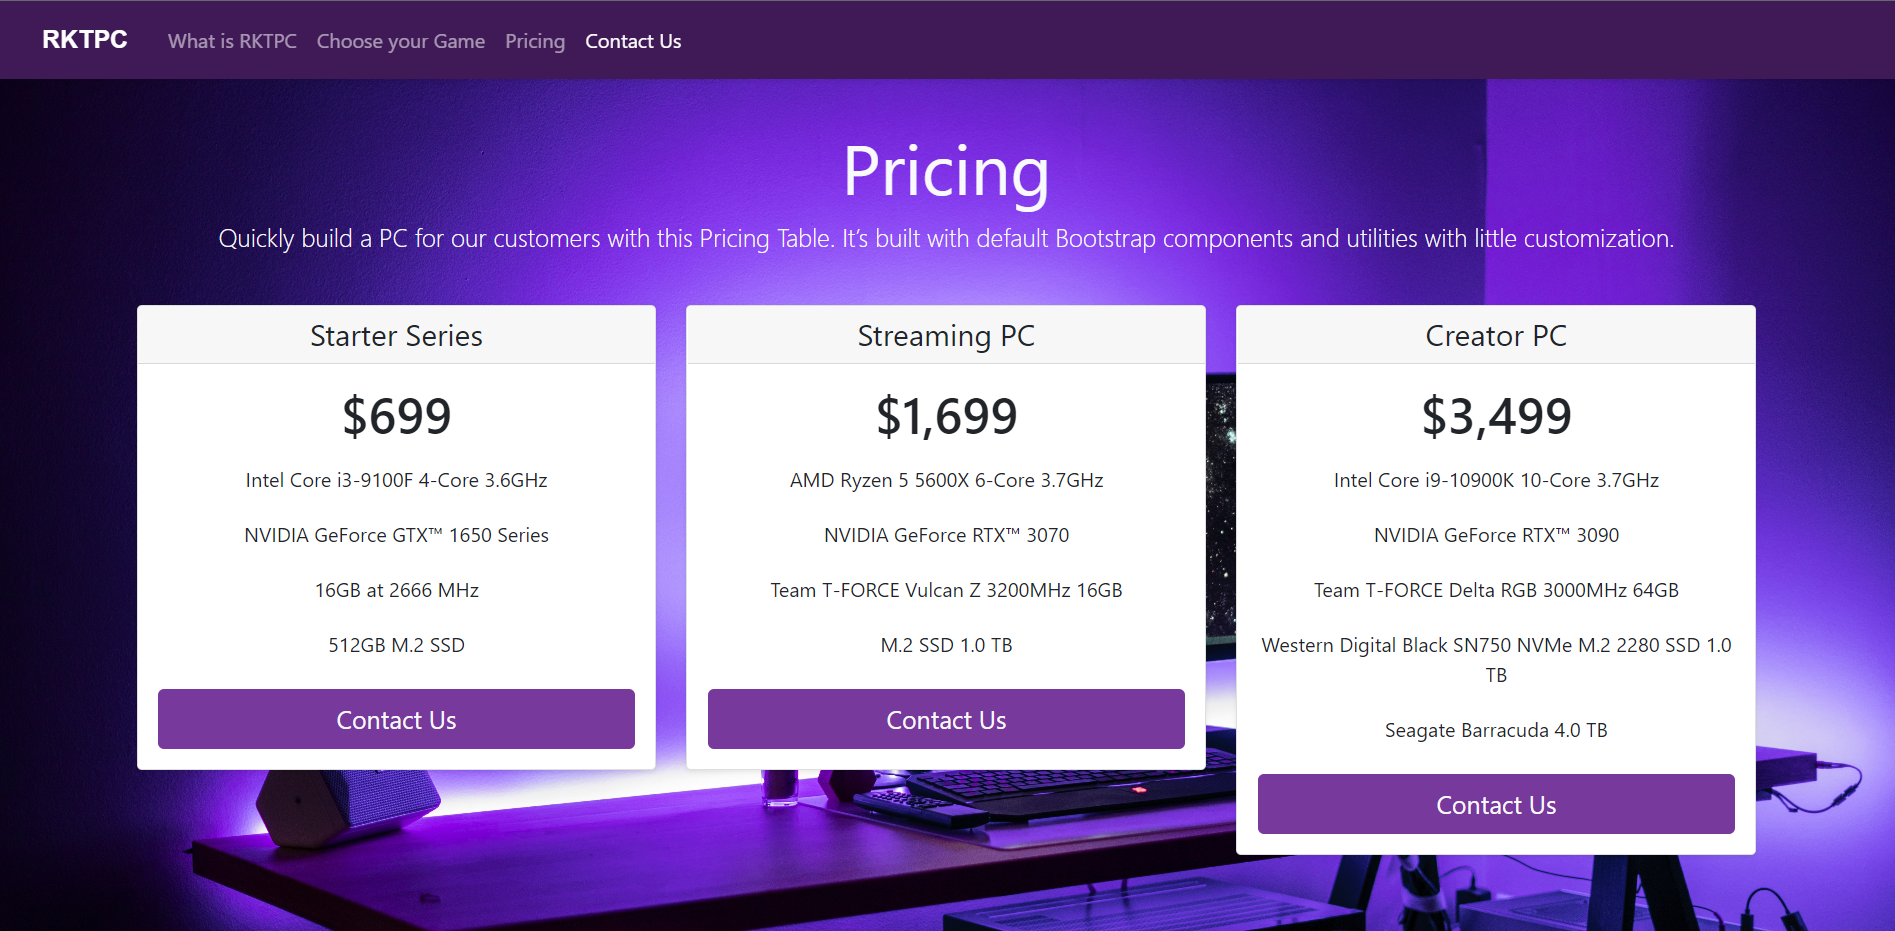 RKTPC
What is RKTPC
Choose your Game
Pricing
Contact Us
Pricing
Quickly build a PC for our customers with this Pricing Table. It’s built with default Bootstrap components and utilities with little customization.
Starter Series
$699
Intel Core i3-9100F 4-Core 3.6GHz
NVIDIA GeForce GTX™ 1650 Series
16GB at 2666 MHz
512GB M.2 SSD
Contact Us
Streaming PC
$1,699
AMD Ryzen 5 5600X 6-Core 3.7GHz
NVIDIA GeForce RTX™ 3070
Team T-FORCE Vulcan Z 3200MHz 16GB
M.2 SSD 1.0 TB
Contact Us
Creator PC
$3,499
Intel Core i9-10900K 10-Core 3.7GHz
NVIDIA GeForce RTX™ 3090
Team T-FORCE Delta RGB 3000MHz 64GB
Western Digital Black SN750 NVMe M.2 2280 SSD 1.0
TB
Seagate Barracuda 4.0 TB
Contact Us